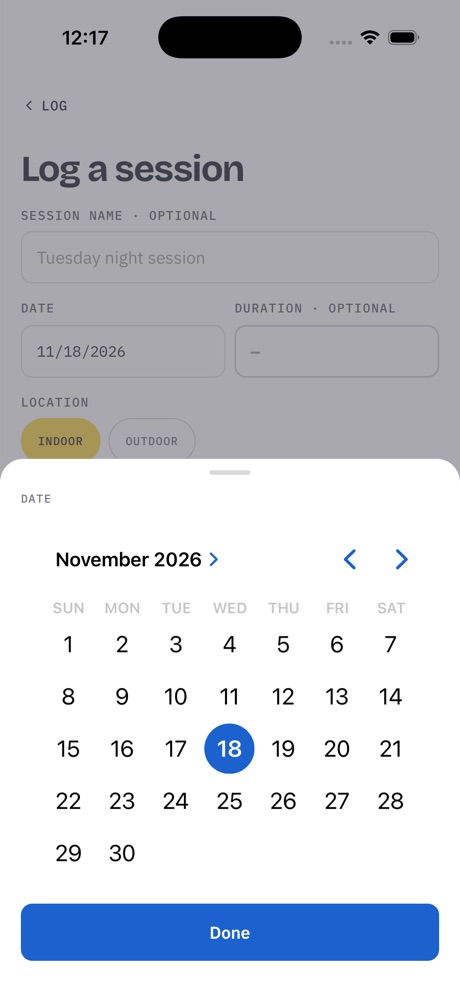 12:17
LOG
Log a session
SESSION NAME · OPTIONAL
Tuesday night session
DATE
DURATION · OPTIONAL
11/18/2026
—
LOCATION
INDOOR
OUTDOOR
DATE
November 2026
SUN MON TUE WED THU FRI SAT
1 2 3 4 5 6 7
8 9 10 11 12 13 14
15 16 17 18 19 20 21
22 23 24 25 26 27 28
29 30
Done